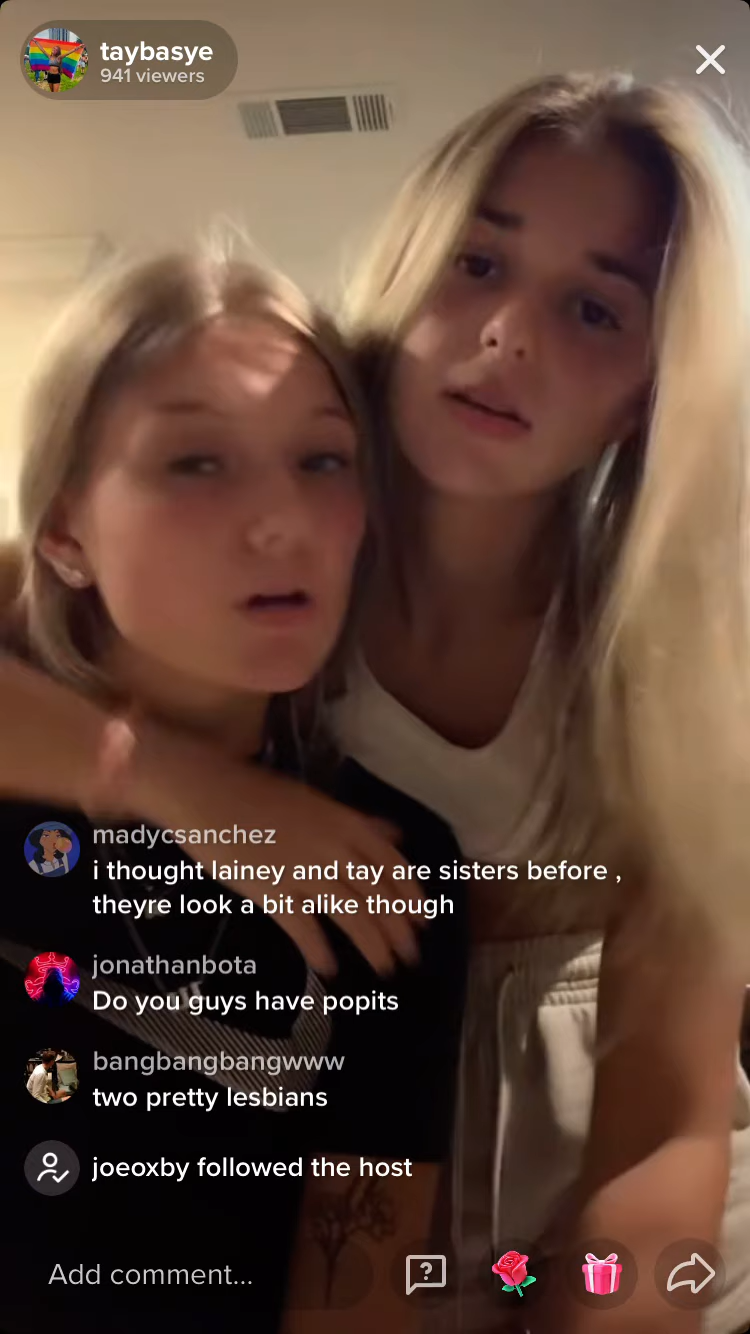 taybasye
941 viewers
madycsanchez
i thought lainey and tay are sisters before ,
theyre look a bit alike though
jonathanbota
Do you guys have popits
bangbangbangwww
two pretty lesbians
joeoxby followed the host
Add comment...
?